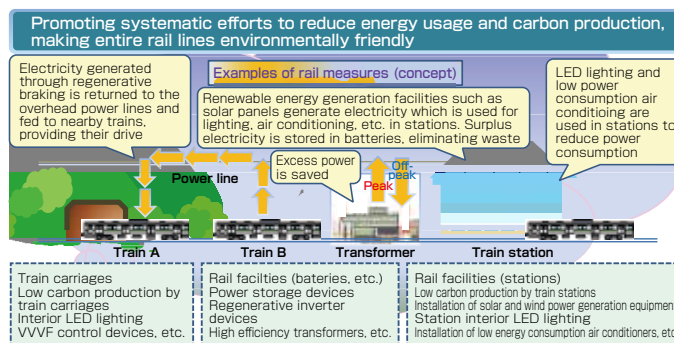 Promoting systematic efforts to reduce energy usage and carbon production,
making entire rail lines environmentally friendly
Electricity generated
through regenerative
braking is returned to the
overhead power lines and
fed to nearby trains,
providing their drive
Examples of rail measures (concept)
Renewable energy generation facilities such as
solar panels generate electricity which is used for
lighting, air conditioning, etc. in stations. Surplus
electricity is stored in batteries, eliminating waste
LED lighting and
low power
consumption air
conditioing are
used in stations to
reduce power
consumption
Power line
Excess power
is saved
Peak
Off-
peak
Train A
Train B
Transformer
Train station
Train carriages
Low carbon production by
train carriages
Interior LED lighting
VVVF control devices, etc.
Rail facilties (bateries, etc.)
Power storage devices
Regenerative inverter
devices
High efficiency transformers, etc.
Rail facilities (stations)
Low carbon production by train stations
Installation of solar and wind power generation equipment
Station interior LED lighting
Installation of low energy consumption air conditioners, etc.